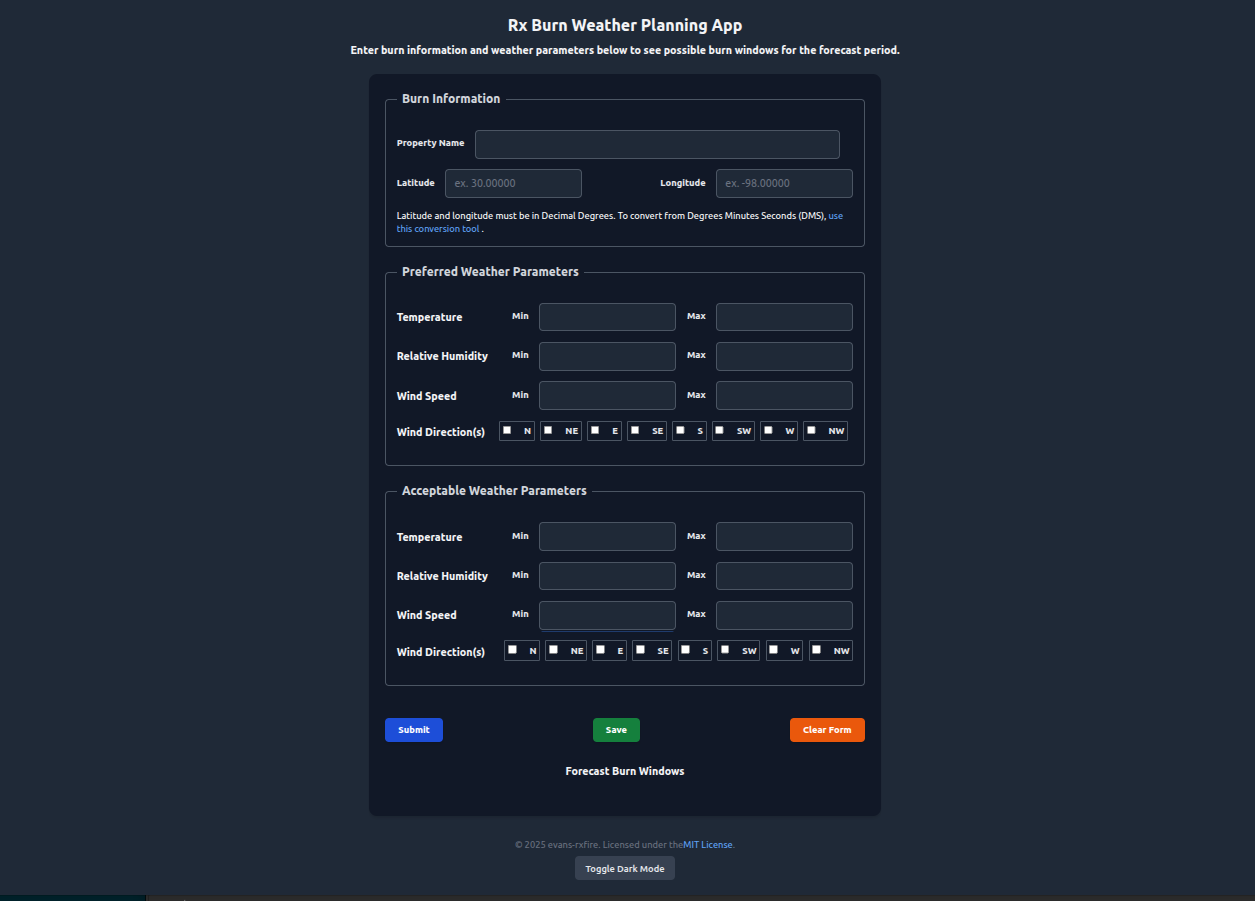 Rx Burn Weather Planning App
Enter burn information and weather parameters below to see possible burn windows for the forecast period.
Burn Information
Property Name
Latitude ex. 30.00000 Longitude ex. -98.00000
Latitude and longitude must be in Decimal Degrees. To convert from Degrees Minutes Seconds (DMS), use
this conversion tool .
Preferred Weather Parameters
Temperature Min Max
Relative Humidity Min Max
Wind Speed Min Max
Wind Direction(s) N NE E SE S SW W NW
Acceptable Weather Parameters
Temperature Min Max
Relative Humidity Min Max
Wind Speed Min Max
Wind Direction(s) N NE E SE S SW W NW
Submit Save Clear Form
Forecast Burn Windows
© 2025 evans-rxfire. Licensed under theMIT License.
Toggle Dark Mode